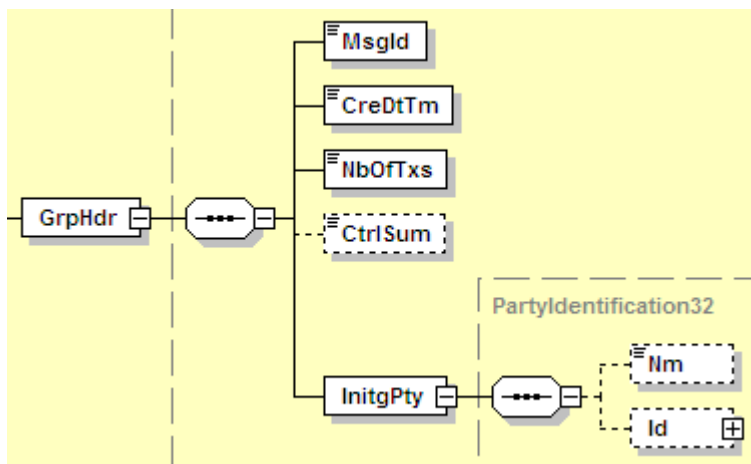 MsgId
CreDtTm
NbOfTxs
GrpHdr
CtrlSum
PartyIdentification32
Nm
InitgPty
Id